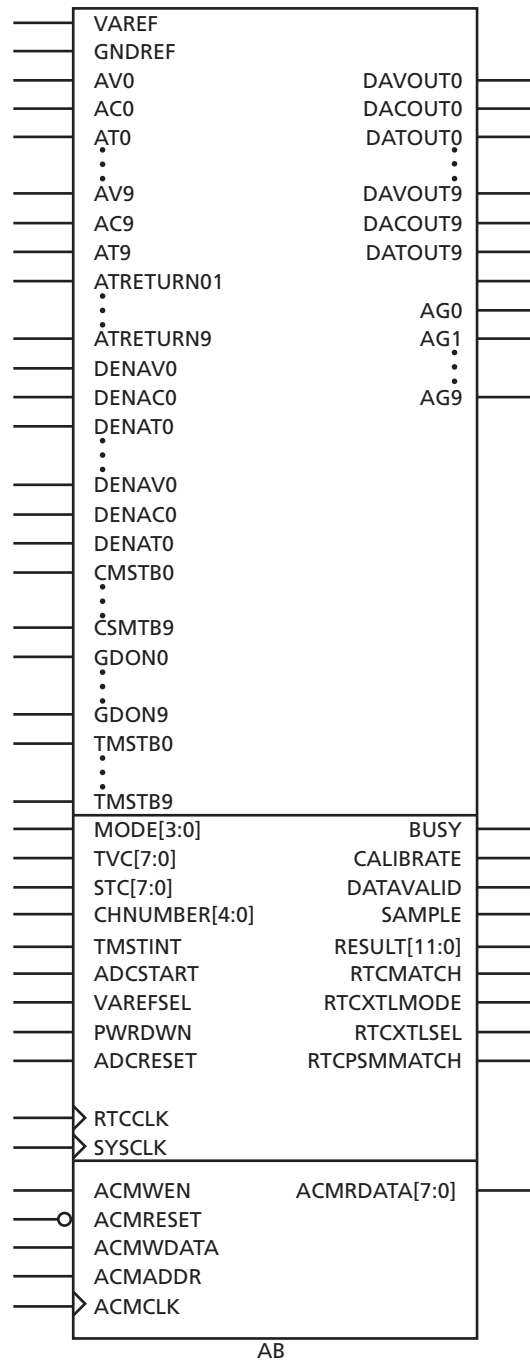 VAREF
GNDREF
AV0 DAVOUT0
AC0 DACOUT0
AT0 DATOUT0
AV9 DAVOUT9
AC9 DACOUT9
AT9 DATOUT9
ATRETURN01
AG0
ATRETURN9 AG1
DENAV0
DENAC0 AG9
DENAT0
DENAV0
DENAC0
DENAT0
CMSTB0
CSMTB9
GDON0
GDON9
TMSTB0
TMSTB9
MODE[3:0] BUSY
TVC[7:0] CALIBRATE
STC[7:0] DATAVALID
CHNUMBER[4:0] SAMPLE
TMSTINT RESULT[11:0]
ADCSTART RTCMATCH
VAREFSEL RTCXTLMODE
PWRDWN RTCXTLSEL
ADCRESET RTCPSMMATCH
RTCCLK
SYSCLK
ACMWEN ACMRDATA[7:0]
ACMRESET
ACMWDATA
ACMADDR
ACMCLK
AB